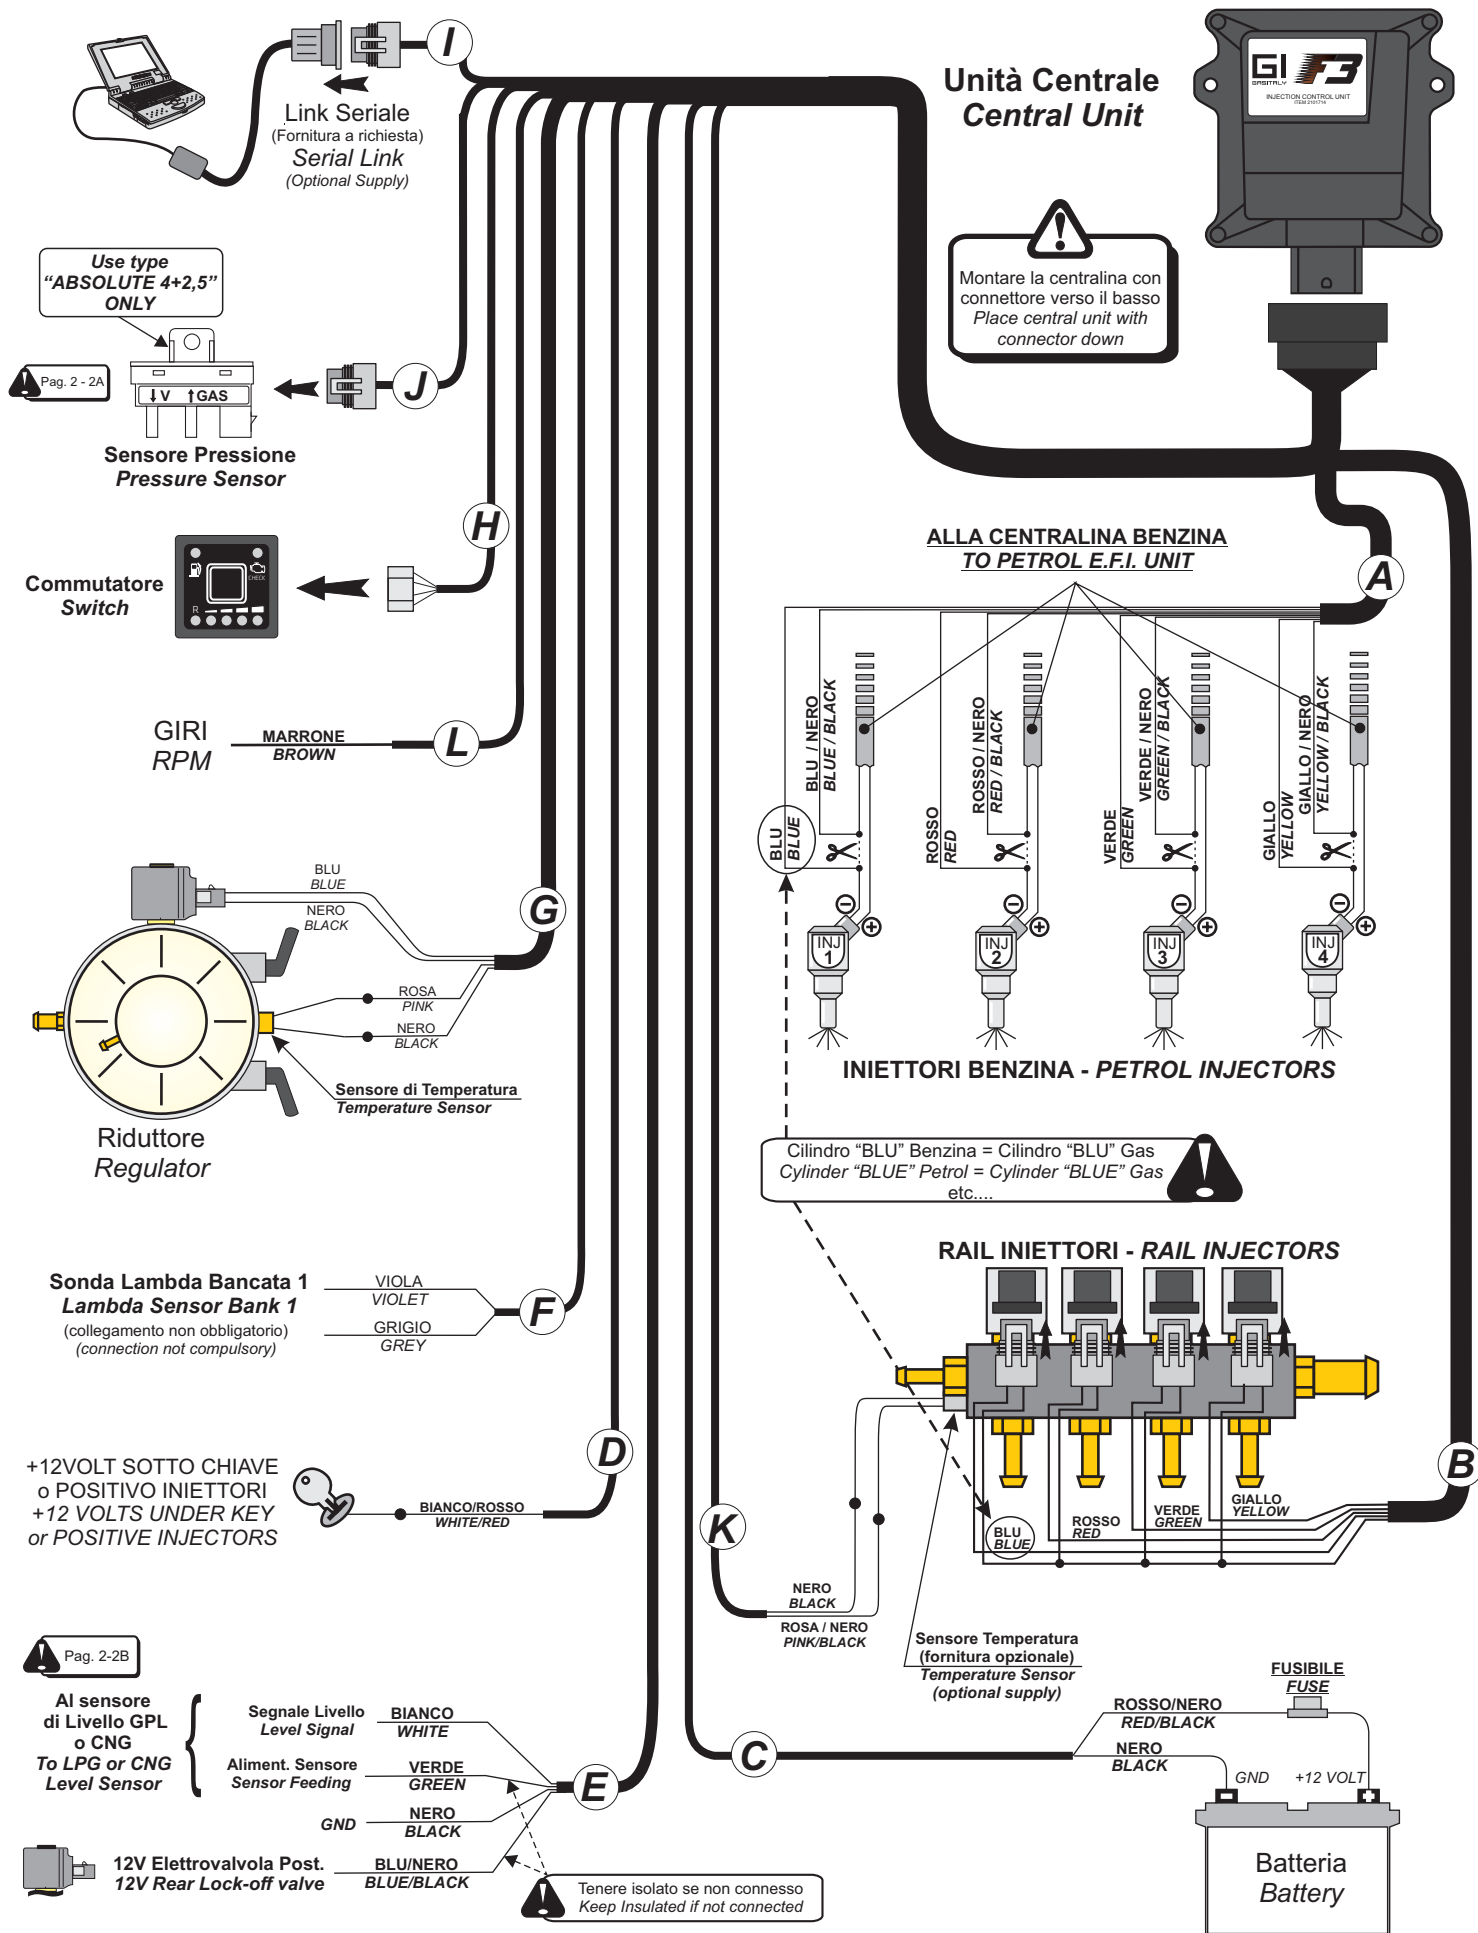 I
Link Seriale
(Fornitura a richiesta)
Serial Link
(Optional Supply)
Unità Centrale
Central Unit
GI F3
GASITALY
INJECTION CONTROL UNIT
ITEM 2101714
Montare la centralina con
connettore verso il basso
Place central unit with
connector down
Use type
“ABSOLUTE 4+2,5”
ONLY
Pag. 2 - 2A
V GAS
J
Sensore Pressione
Pressure Sensor
H
Commutatore
Switch
CHECK
R
ALLA CENTRALINA BENZINA
TO PETROL E.F.I. UNIT
A
GIRI
RPM
MARRONE
BROWN
L
BLU
BLUE
BLU / NERO
BLUE / BLACK
ROSSO
RED
ROSSO / NERO
RED / BLACK
VERDE
GREEN
VERDE / NERO
GREEN / BLACK
GIALLO
YELLOW
GIALLO / NERO
YELLOW / BLACK
INJ
1
INJ
2
INJ
3
INJ
4
INIETTORI BENZINA - PETROL INJECTORS
BLU
BLUE
NERO
BLACK
G
ROSA
PINK
NERO
BLACK
Sensore di Temperatura
Temperature Sensor
Riduttore
Regulator
Cilindro “BLU” Benzina = Cilindro “BLU” Gas
Cylinder “BLUE” Petrol = Cylinder “BLUE” Gas
etc....
RAIL INIETTORI - RAIL INJECTORS
Sonda Lambda Bancata 1
Lambda Sensor Bank 1
(collegamento non obbligatorio)
(connection not compulsory)
VIOLA
VIOLET
GRIGIO
GREY
F
D
+12VOLT SOTTO CHIAVE
o POSITIVO INIETTORI
+12 VOLTS UNDER KEY
or POSITIVE INJECTORS
BIANCO/ROSSO
WHITE/RED
B
K
BLU
BLUE
ROSSO
RED
VERDE
GREEN
GIALLO
YELLOW
NERO
BLACK
ROSA / NERO
PINK/BLACK
Sensore Temperatura
(fornitura opzionale)
Temperature Sensor
(optional supply)
Pag. 2-2B
Al sensore
di Livello GPL
o CNG
To LPG or CNG
Level Sensor
Segnale Livello
Level Signal
BIANCO
WHITE
Aliment. Sensore
Sensor Feeding
VERDE
GREEN
GND
NERO
BLACK
E
12V Elettrovalvola Post.
12V Rear Lock-off valve
BLU/NERO
BLUE/BLACK
Tenere isolato se non connesso
Keep Insulated if not connected
C
ROSSO/NERO
RED/BLACK
NERO
BLACK
FUSIBILE
FUSE
GND
+12 VOLT
Batteria
Battery